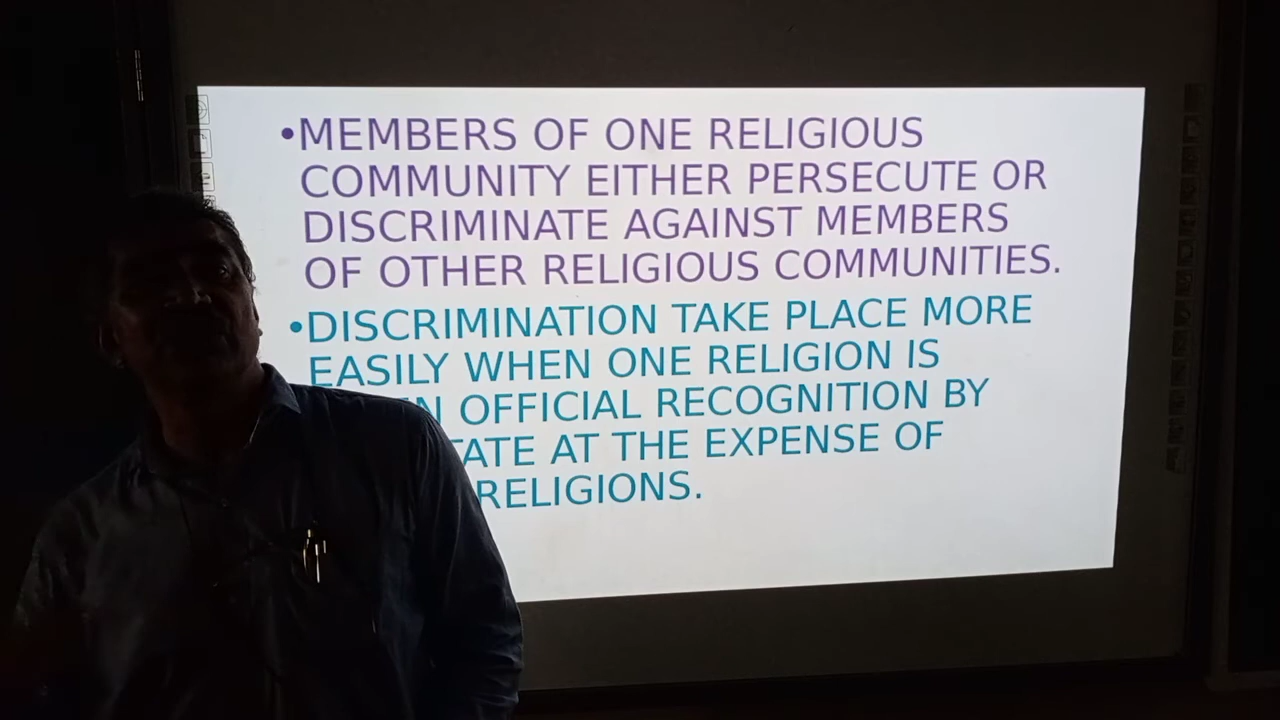 •MEMBERS OF ONE RELIGIOUS
COMMUNITY EITHER PERSECUTE OR
DISCRIMINATE AGAINST MEMBERS
OF OTHER RELIGIOUS COMMUNITIES.
•DISCRIMINATION TAKE PLACE MORE
EASILY WHEN ONE RELIGION IS
OFFICIAL RECOGNITION BY
AT THE EXPENSE OF
RELIGIONS.